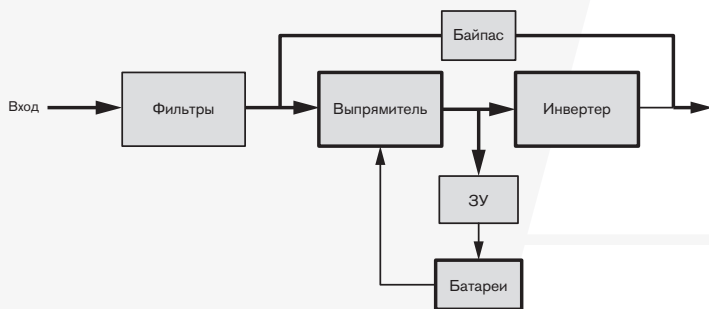 Байпас
Вход
Фильтры
Выпрямитель
Инвертер
ЗУ
Батареи